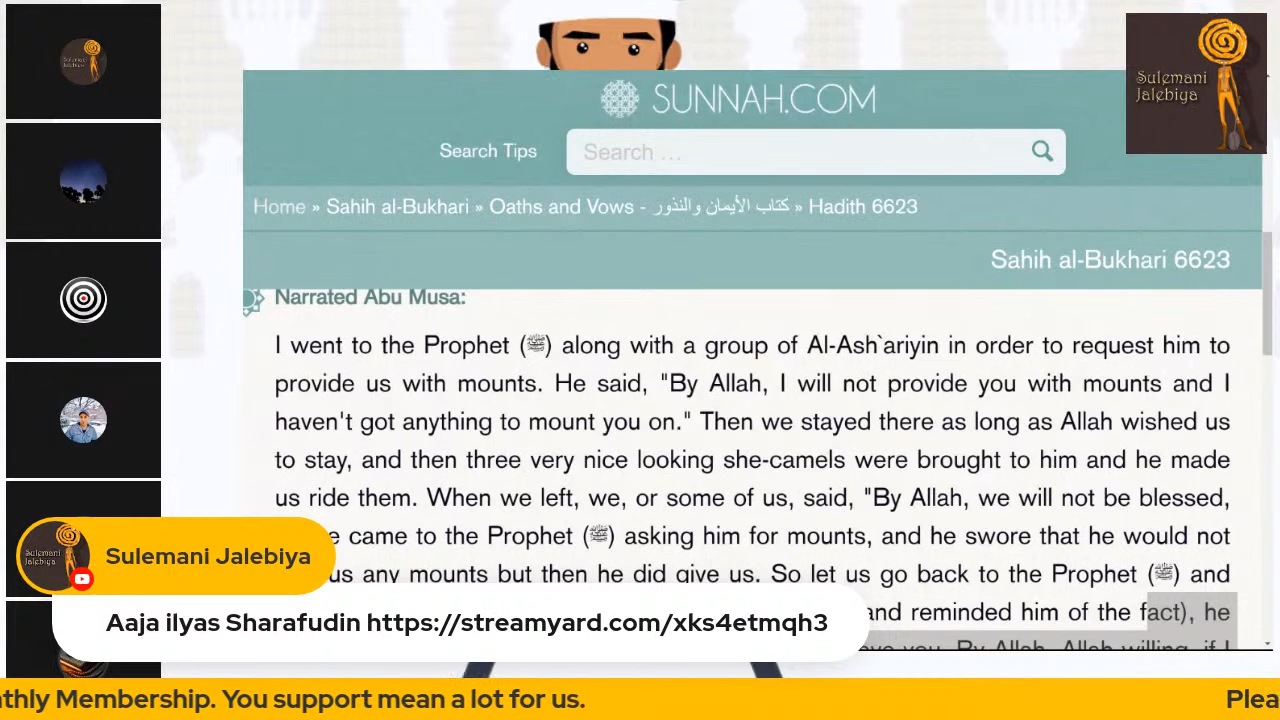 Sulemani
Jalebiya
SUNNAH.COM
Search Tips
Search ...
Home » Sahih al-Bukhari » Oaths and Vows - كتاب الأيمان والنذور » Hadith 6623
Sahih al-Bukhari 6623
Narrated Abu Musa:
I went to the Prophet (ﷺ) along with a group of Al-Ash`ariyin in order to request him to
provide us with mounts. He said, "By Allah, I will not provide you with mounts and I
haven't got anything to mount you on." Then we stayed there as long as Allah wished us
to stay, and then three very nice looking she-camels were brought to him and he made
us ride them. When we left, we, or some of us, said, "By Allah, we will not be blessed,
came to the Prophet (ﷺ) asking him for mounts, and he swore that he would not
us any mounts but then he did give us. So let us go back to the Prophet (ﷺ) and
and reminded him of the fact), he
you. By Allah, Allah willing, if I
Sulemani Jalebiya
Aaja ilyas Sharafudin https://streamyard.com/xks4etmqh3
Membership. You support mean a lot for us.